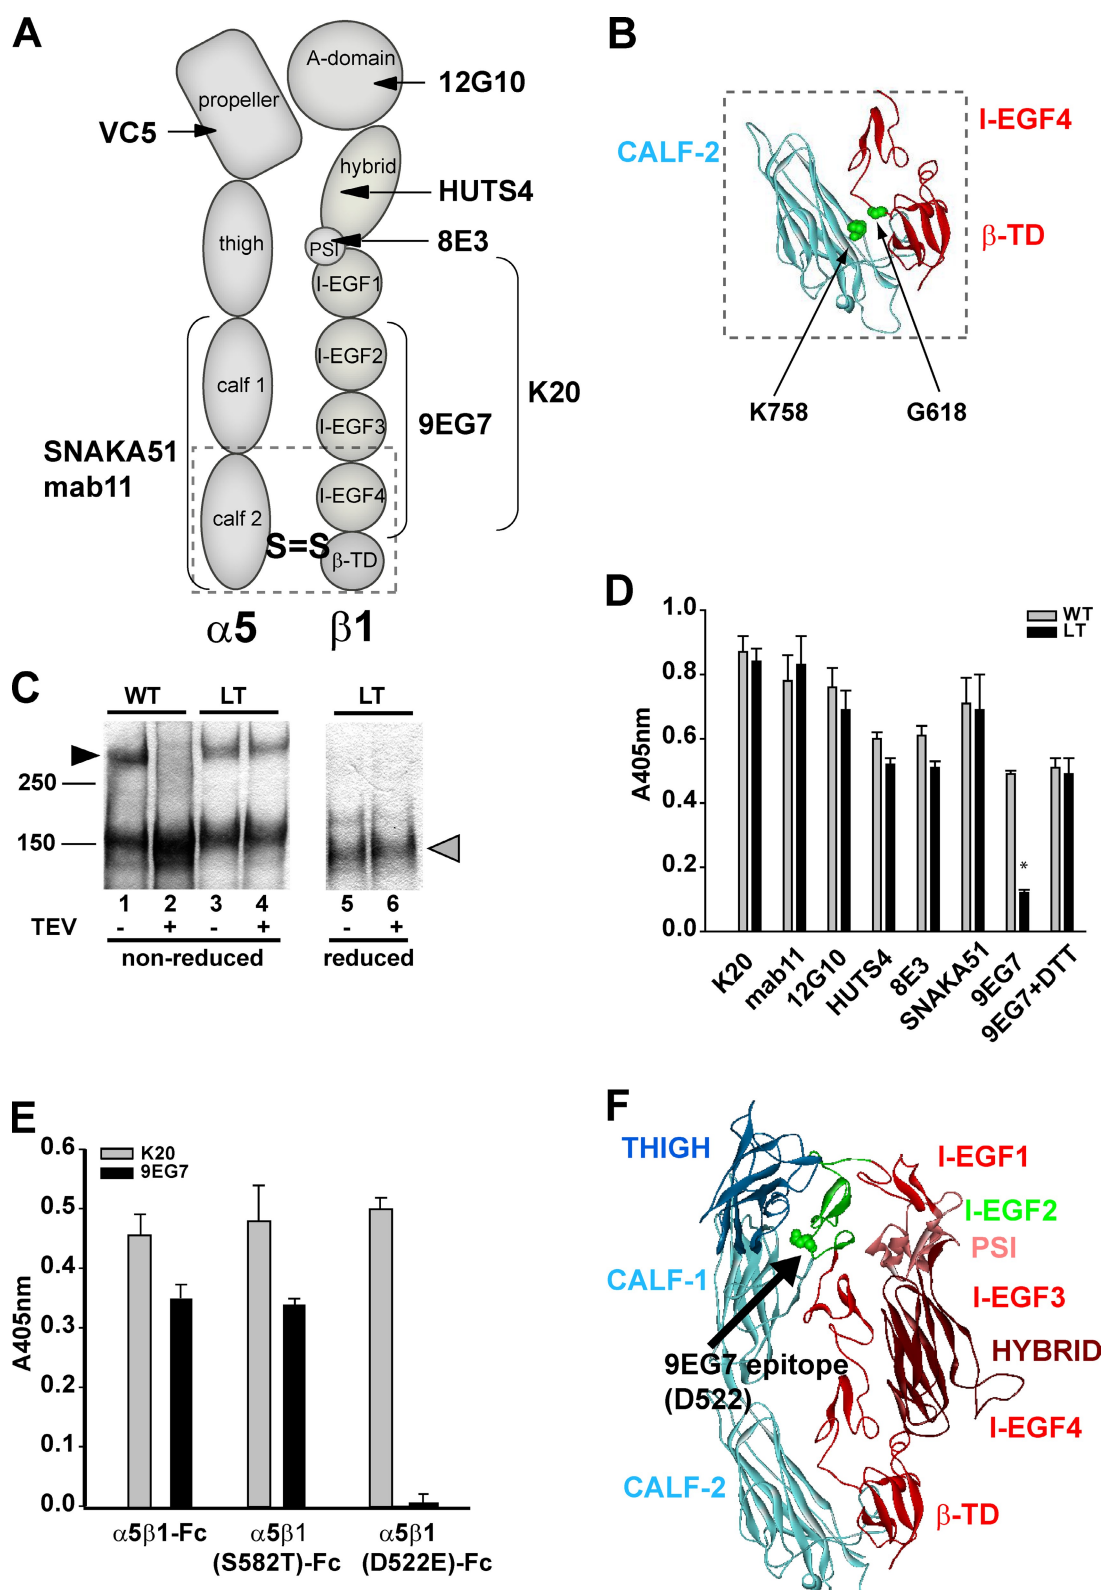 A
A-domain
propeller
12G10
VC5
hybrid
HUTS4
thigh
8E3
PSI
I-EGF1
I-EGF2
calf 1
K20
9EG7
I-EGF3
SNAKA51
mab11
I-EGF4
calf 2
S=S
β-TD
α5
β1
B
I-EGF4
CALF-2
β-TD
K758
G618
C
WT
LT
LT
250
150
1 2 3 4 5 6
TEV - + - + - +
non-reduced
reduced
D
1.0
WT
LT
0.8
0.6
A405nm
0.4
0.2
*
0.0
K20
mab11
12G10
HUTS4
8E3
SNAKA51
9EG7
9EG7+DTT
E
0.6
K20
9EG7
0.5
0.4
A405nm
0.3
0.2
0.1
0.0
α5β1-Fc
α5β1
(S582T)-Fc
α5β1
(D522E)-Fc
F
THIGH
I-EGF1
I-EGF2
PSI
CALF-1
I-EGF3
HYBRID
9EG7 epitope
(D522)
I-EGF4
CALF-2
β-TD